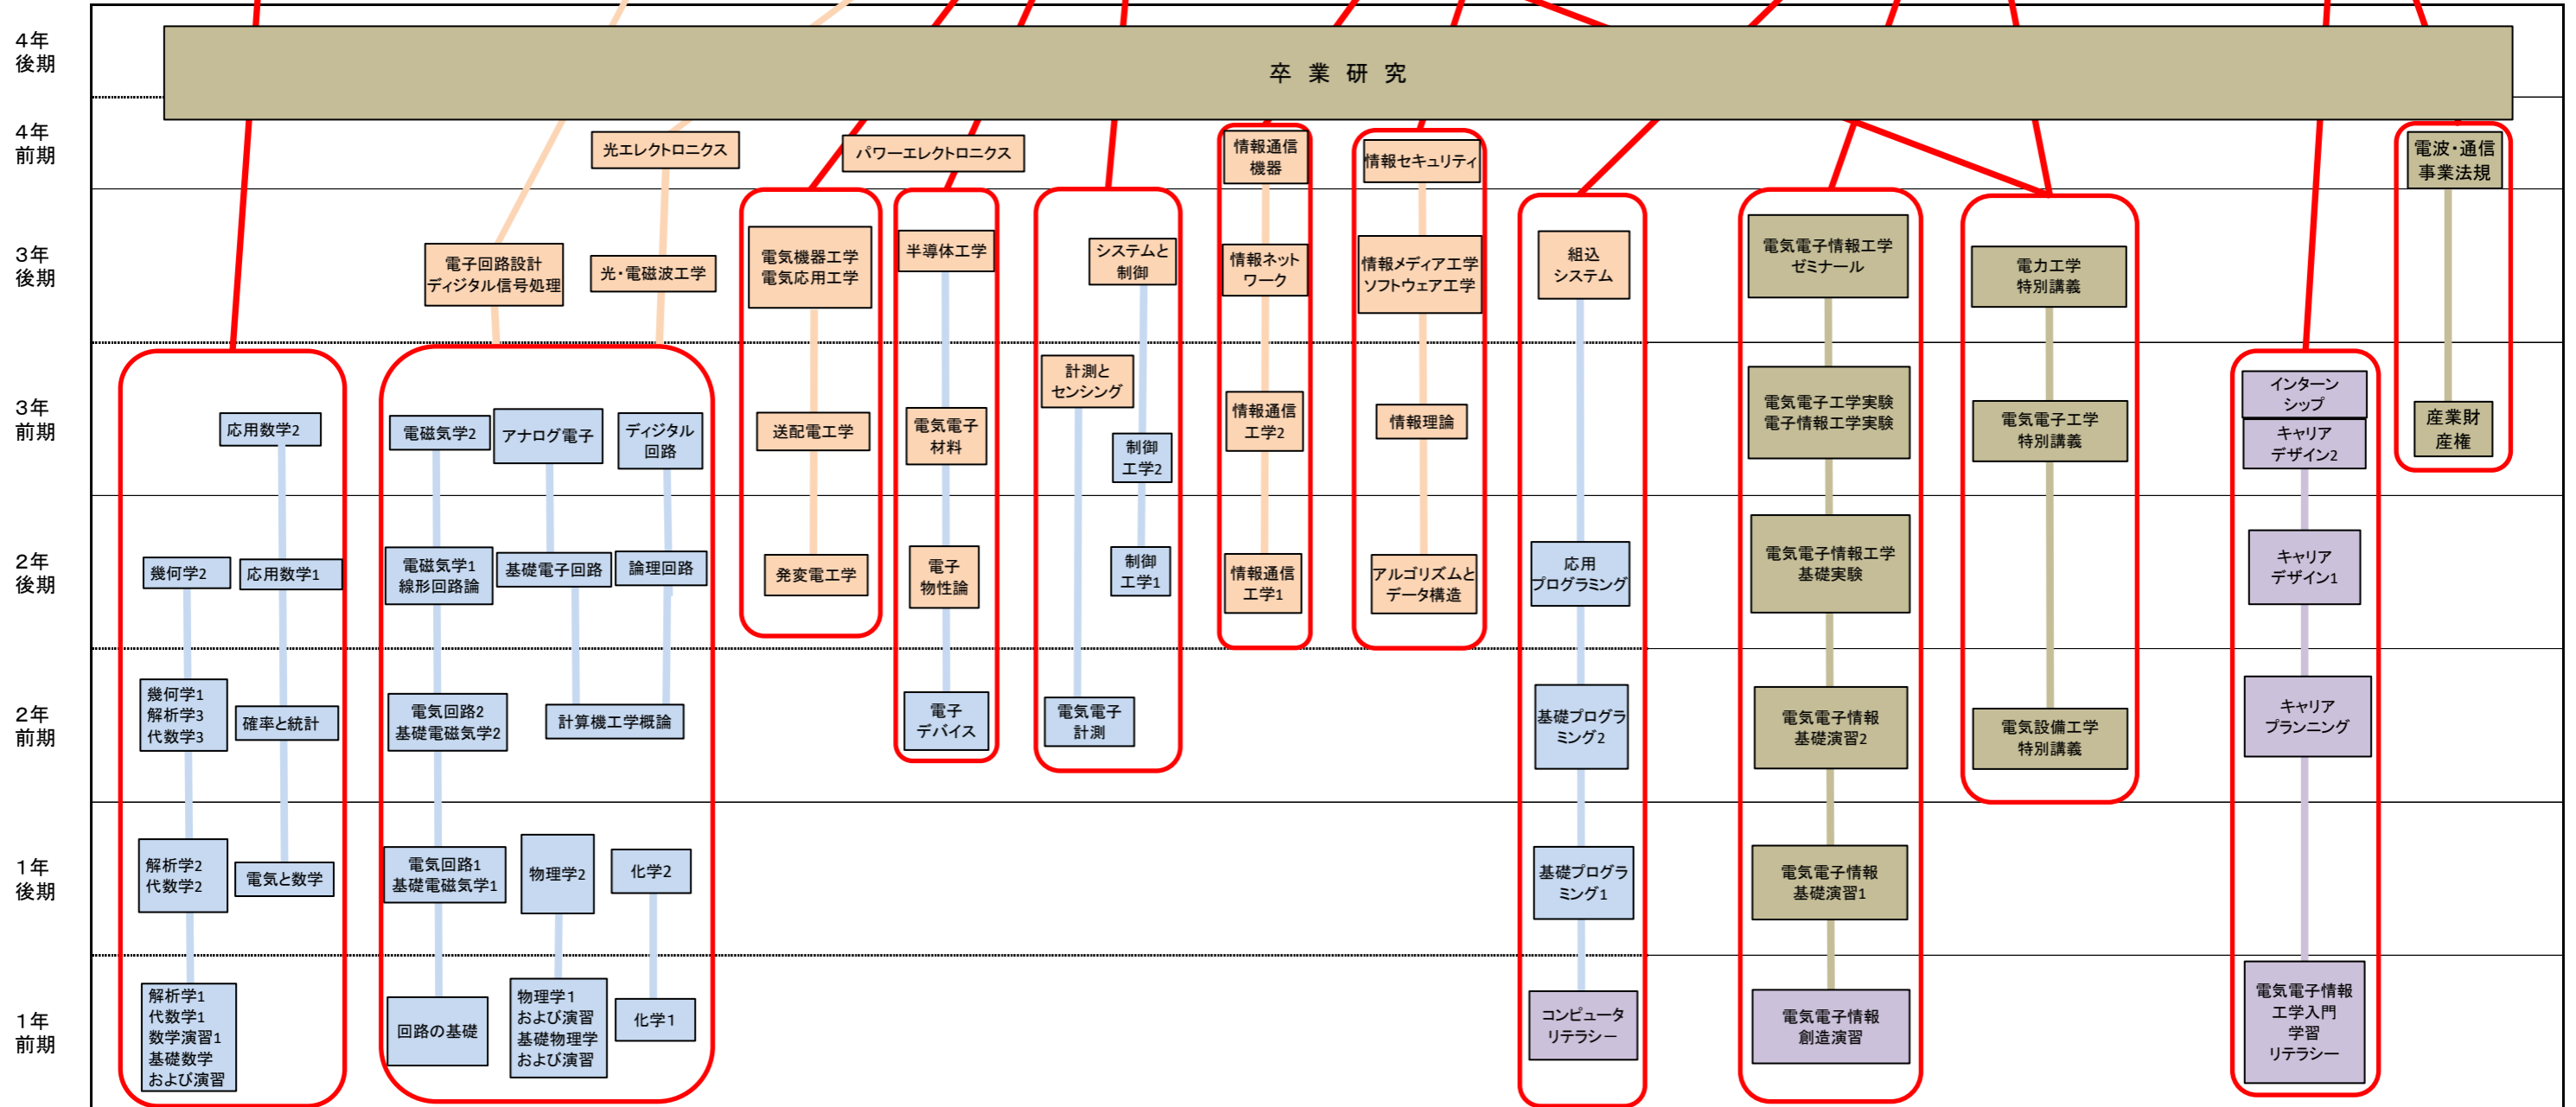 4年
後期
卒 業 研 究
4年
前期
光エレクトロニクス
パワーエレクトロニクス
情報通信
機器
情報セキュリティ
電波・通信
事業法規
3年
後期
電子回路設計
ディジタル信号処理
光・電磁波工学
電気機器工学
電気応用工学
半導体工学
システムと
制御
情報ネット
ワーク
情報メディア工学
ソフトウェア工学
組込
システム
電気電子情報工学
ゼミナール
電力工学
特別講義
3年
前期
応用数学2
電磁気学2
アナログ電子
ディジタル
回路
送配電工学
電気電子
材料
計測と
センシング
制御
工学2
情報通信
工学2
情報理論
電気電子工学実験
電子情報工学実験
電気電子工学
特別講義
インターン
シップ
キャリア
デザイン2
産業財
産権
2年
後期
幾何学2
応用数学1
電磁気学1
線形回路論
基礎電子回路
論理回路
発変電工学
電子
物性論
制御
工学1
情報通信
工学1
アルゴリズムと
データ構造
応用
プログラミング
電気電子情報工学
基礎実験
キャリア
デザイン1
2年
前期
幾何学1
解析学3
代数学3
確率と統計
電気回路2
基礎電磁気学2
計算機工学概論
電子
デバイス
電気電子
計測
基礎プログラ
ミング2
電気電子情報
基礎演習2
電気設備工学
特別講義
キャリア
プランニング
1年
後期
解析学2
代数学2
電気と数学
電気回路1
基礎電磁気学1
物理学2
化学2
基礎プログラ
ミング1
電気電子情報
基礎演習1
1年
前期
解析学1
代数学1
数学演習1
基礎数学
および演習
回路の基礎
物理学1
および演習
基礎物理学
および演習
化学1
コンピュータ
リテラシー
電気電子情報
創造演習
電気電子情報
工学入門
学習
リテラシー